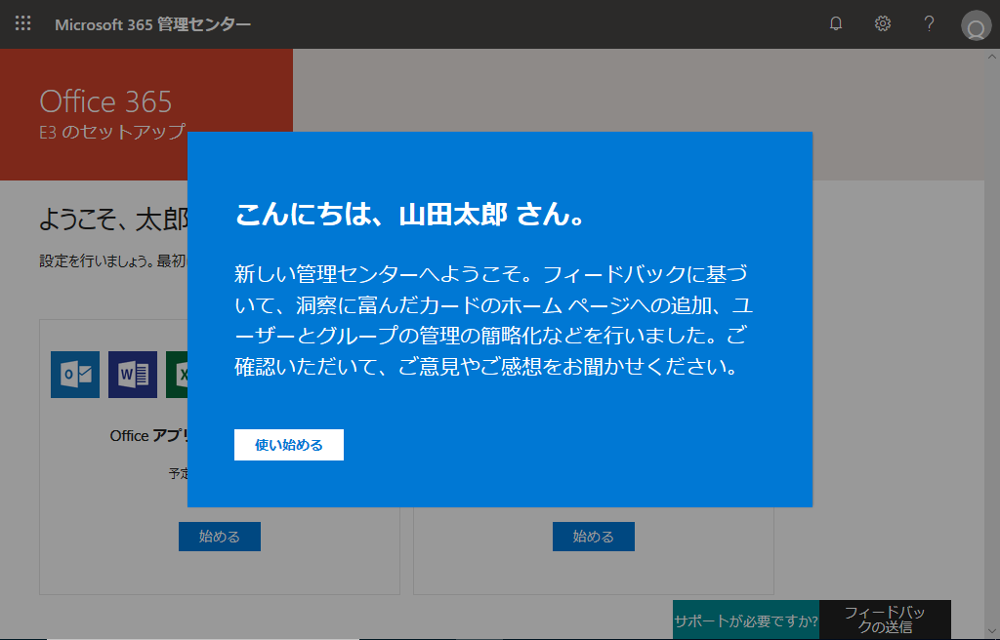 Microsoft 365 管理センター
Office 365
E3 のセットアップ
ようこそ、太郎
設定を行いましょう。最初
こんにちは、山田太郎 さん。
新しい管理センターへようこそ。フィードバックに基づ
いて、洞察に富んだカードのホーム ページへの追加、ユ
ーザーとグループの管理の簡略化などを行いました。ご
確認いただいて、ご意見やご感想をお聞かせください。
使い始める
Office アプリ
予定
始める
始める
サポートが必要ですか?
フィードバッ
クの送信